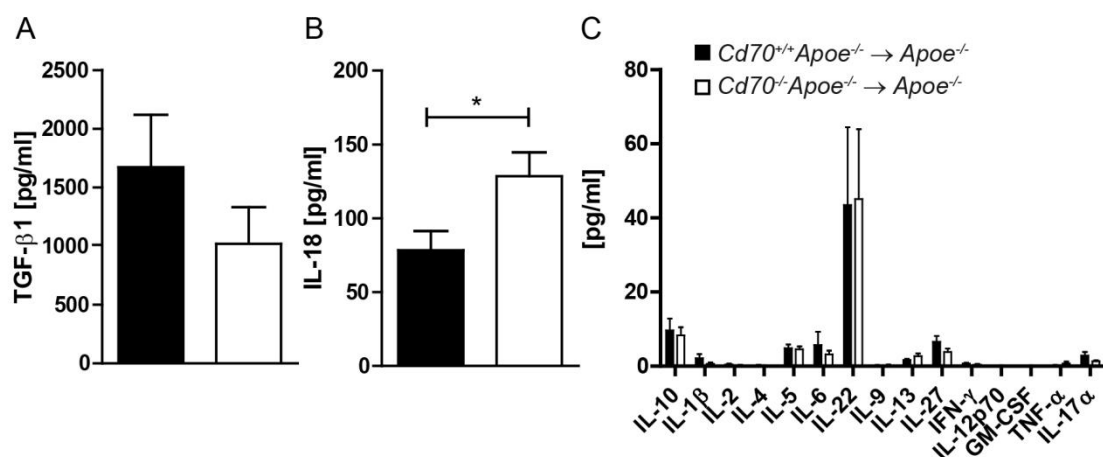 A
2500
2000
1500
1000
500
0
TGF-β1 [pg/ml]
B
*
200
150
100
50
0
IL-18 [pg/ml]
C
Cd70+/+Apoe-/- → Apoe-/-
Cd70-/-Apoe-/- → Apoe-/-
80
60
40
20
0
[pg/ml]
IL-10
IL-1β
IL-2
IL-4
IL-5
IL-6
IL-22
IL-9
IL-13
IL-27
IFN-γ
IL-12p70
GM-CSF
TNF-α
IL-17α